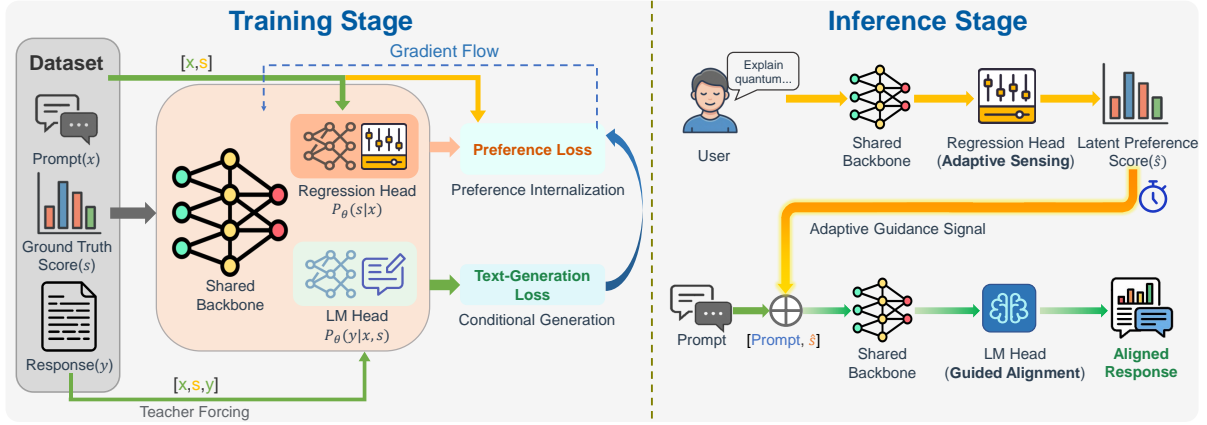 Training Stage
Dataset
[x,s]
Gradient Flow
Prompt(x)
Ground Truth
Score(s)
Response(y)
Shared
Backbone
Regression Head
P_θ(s|x)
LM Head
P_θ(y|x,s)
Preference Loss
Preference Internalization
Text-Generation
Loss
Conditional Generation
[x,s,y]
Teacher Forcing
Inference Stage
Explain
quantum...
User
Shared
Backbone
Regression Head
(Adaptive Sensing)
Latent Preference
Score(ŝ)
Adaptive Guidance Signal
Prompt
[Prompt, ŝ]
Shared
Backbone
LM Head
(Guided Alignment)
Aligned
Response